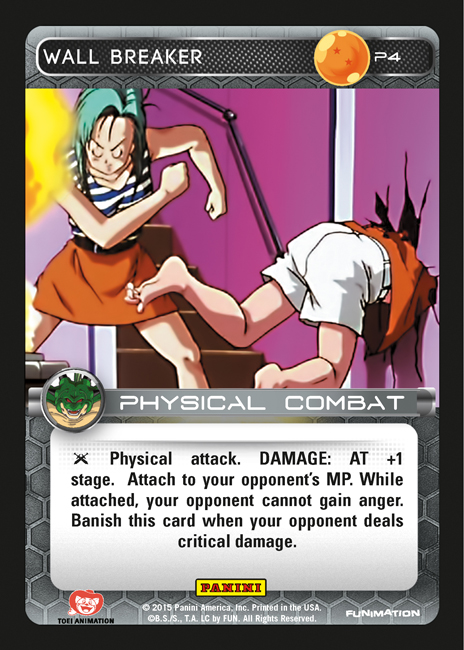 WALL BREAKER
P4
PHYSICAL COMBAT
Physical attack. DAMAGE: AT +1
stage. Attach to your opponent's MP. While
attached, your opponent cannot gain anger.
Banish this card when your opponent deals
critical damage.
PANINI
TOEI ANIMATION
© 2015 Panini America, Inc. Printed in the USA.
©B.S./S., T.A. LC by FUN. All Rights Reserved.
FUNIMATION